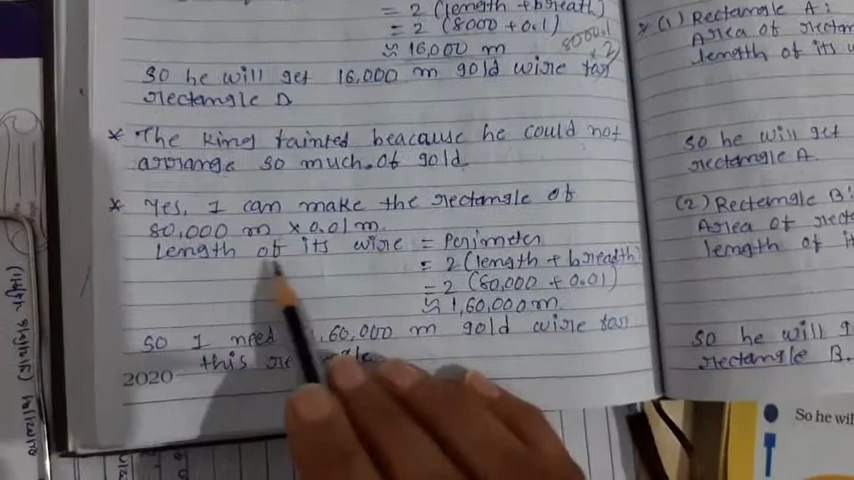 = 2 (length + breath)
= 2 (8000 + 0.1)
≈ 16,000 m
8000.1
× 2
So he will get 16,000 m gold wire for
rectangle D
* The king fainted beacause he could not
arrange so much of gold.
* Yes, I can make the rectangle of
80,000 m × 0.01 m.
Length of its wire = Perimeter
= 2 (length + breadth)
= 2 (80,000 + 0.01)
≈ 1,60,000 m
So I need 1,60,000 m gold wire for
this
2020
* (1) Rectangle A:
Area of
length of its
So he will get
rectangle A.
(2) Rectangle B:
Area of
length of
So he will
rectangle B.
So he will